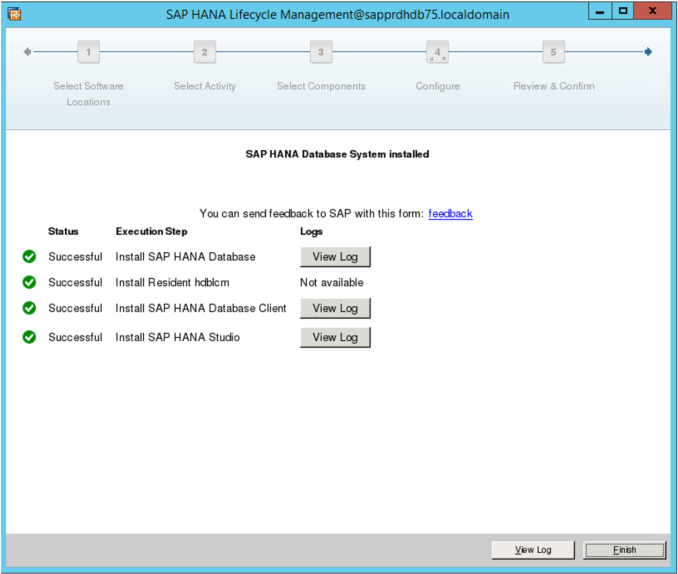 SAP HANA Lifecycle Management@sapprdhdb75.localdomain
1 2 3 4 5
Select Software Locations
Select Activity
Select Components
Configure
Review & Confirm
SAP HANA Database System installed
You can send feedback to SAP with this form: feedback
Status Execution Step Logs
Successful Install SAP HANA Database View Log
Successful Install Resident hdblcm Not available
Successful Install SAP HANA Database Client View Log
Successful Install SAP HANA Studio View Log
View Log Finish